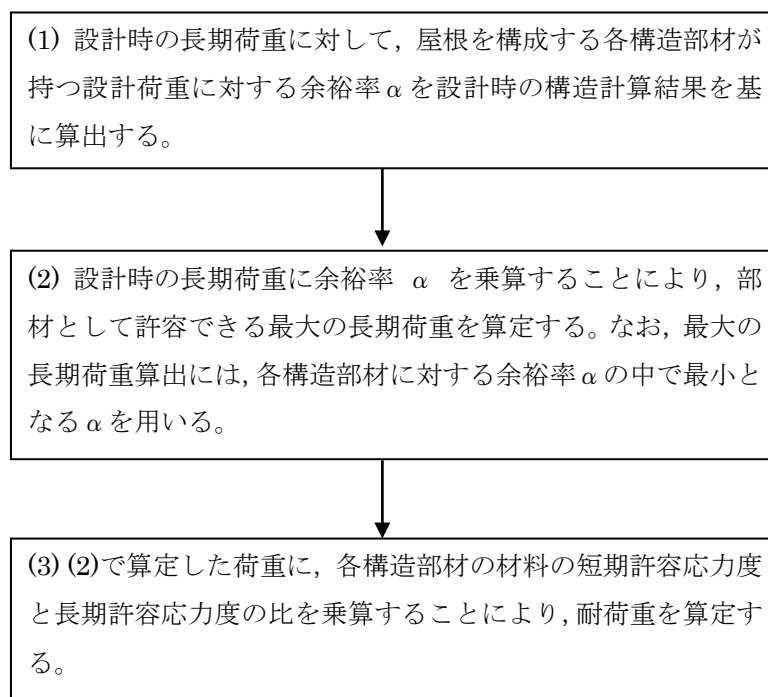 (1) 設計時の長期荷重に対して, 屋根を構成する各構造部材が
持つ設計荷重に対する余裕率αを設計時の構造計算結果を基
に算出する。
(2) 設計時の長期荷重に余裕率 α を乗算することにより, 部
材として許容できる最大の長期荷重を算定する。なお, 最大の
長期荷重算出には, 各構造部材に対する余裕率αの中で最小と
なるαを用いる。
(3) (2)で算定した荷重に, 各構造部材の材料の短期許容応力度
と長期許容応力度の比を乗算することにより, 耐荷重を算定す
る。